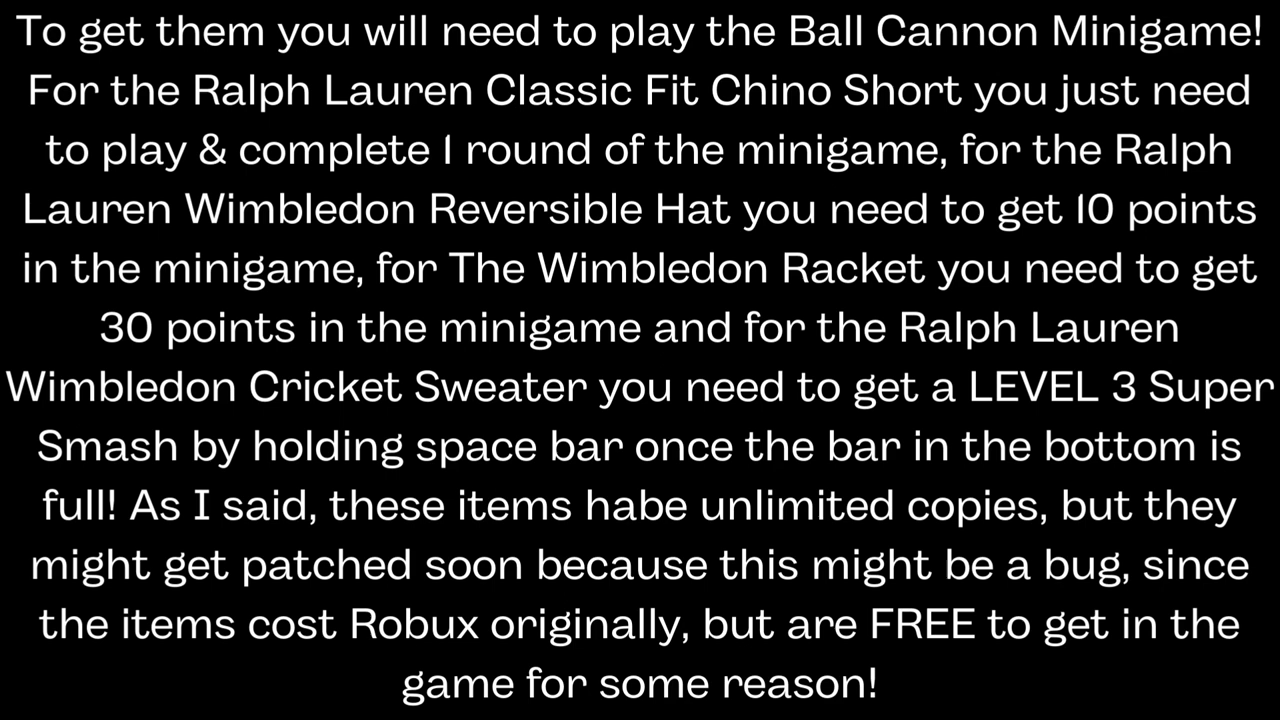 To get them you will need to play the Ball Cannon Minigame!
For the Ralph Lauren Classic Fit Chino Short you just need
to play & complete 1 round of the minigame, for the Ralph
Lauren Wimbledon Reversible Hat you need to get 10 points
in the minigame, for The Wimbledon Racket you need to get
30 points in the minigame and for the Ralph Lauren
Wimbledon Cricket Sweater you need to get a LEVEL 3 Super
Smash by holding space bar once the bar in the bottom is
full! As I said, these items habe unlimited copies, but they
might get patched soon because this might be a bug, since
the items cost Robux originally, but are FREE to get in the
game for some reason!